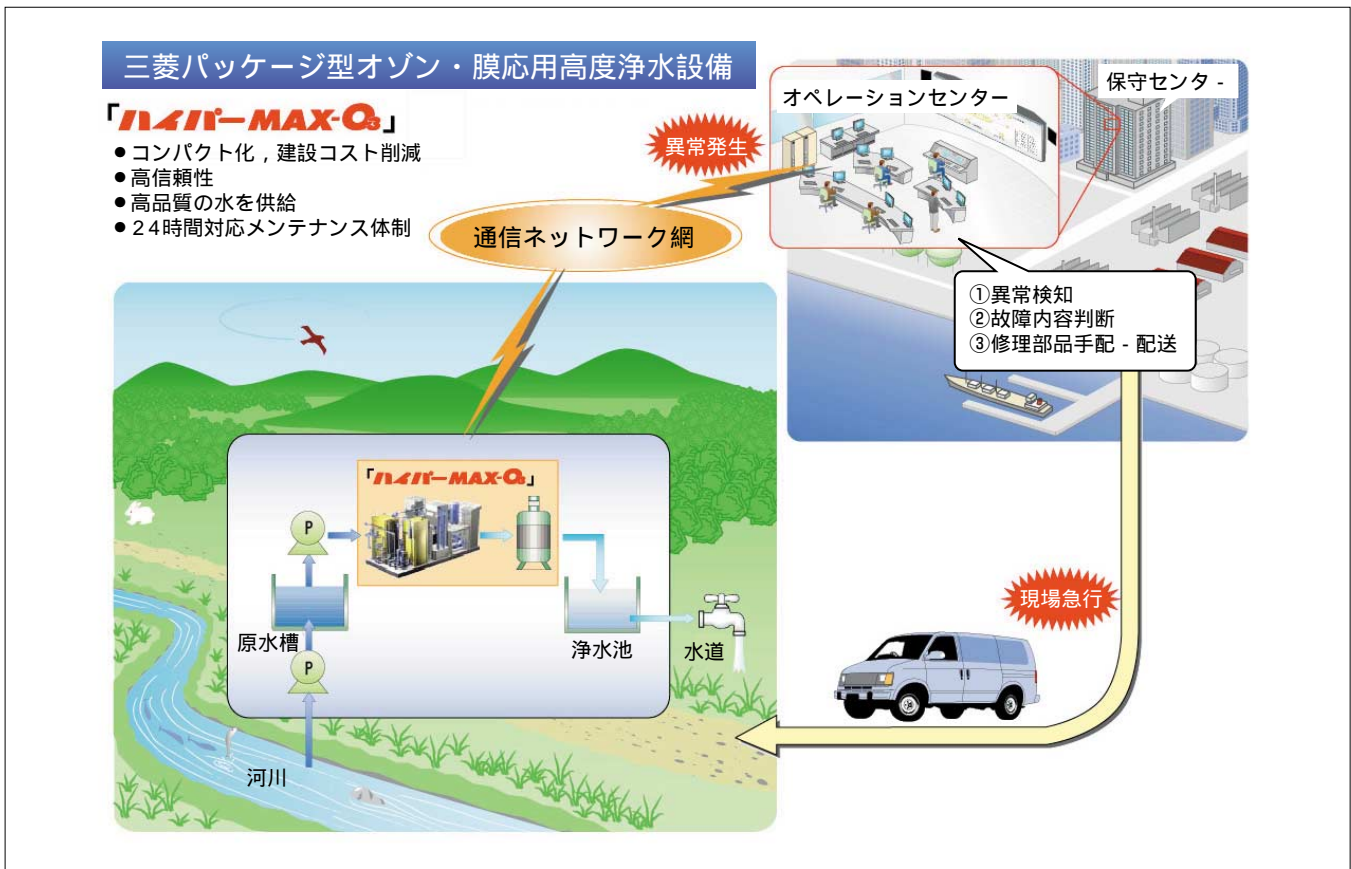 三菱パッケージ型オゾン・膜応用高度浄水設備
「ハイパーMAX-O3」
●コンパクト化，建設コスト削減
●高信頼性
●高品質の水を供給
●24時間対応メンテナンス体制
異常発生
通信ネットワーク網
オペレーションセンター
保守センタ-
①異常検知
②故障内容判断
③修理部品手配-配送
「ハイパーMAX-O3」
P
原水槽
P
河川
浄水池
水道
現場急行